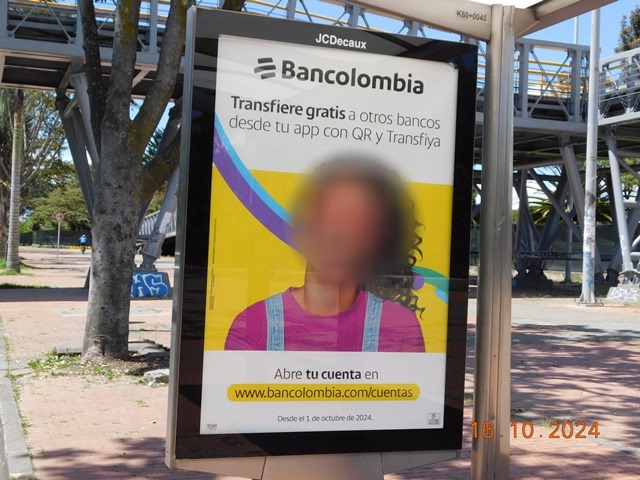 K60+0040
JCDecaux
Bancolombia
Transfiere gratis a otros bancos
desde tu app con QR y Transfiya
Abre tu cuenta en
www.bancolombia.com/cuentas
Desde el 1 de octubre de 2024.
16.10.2024